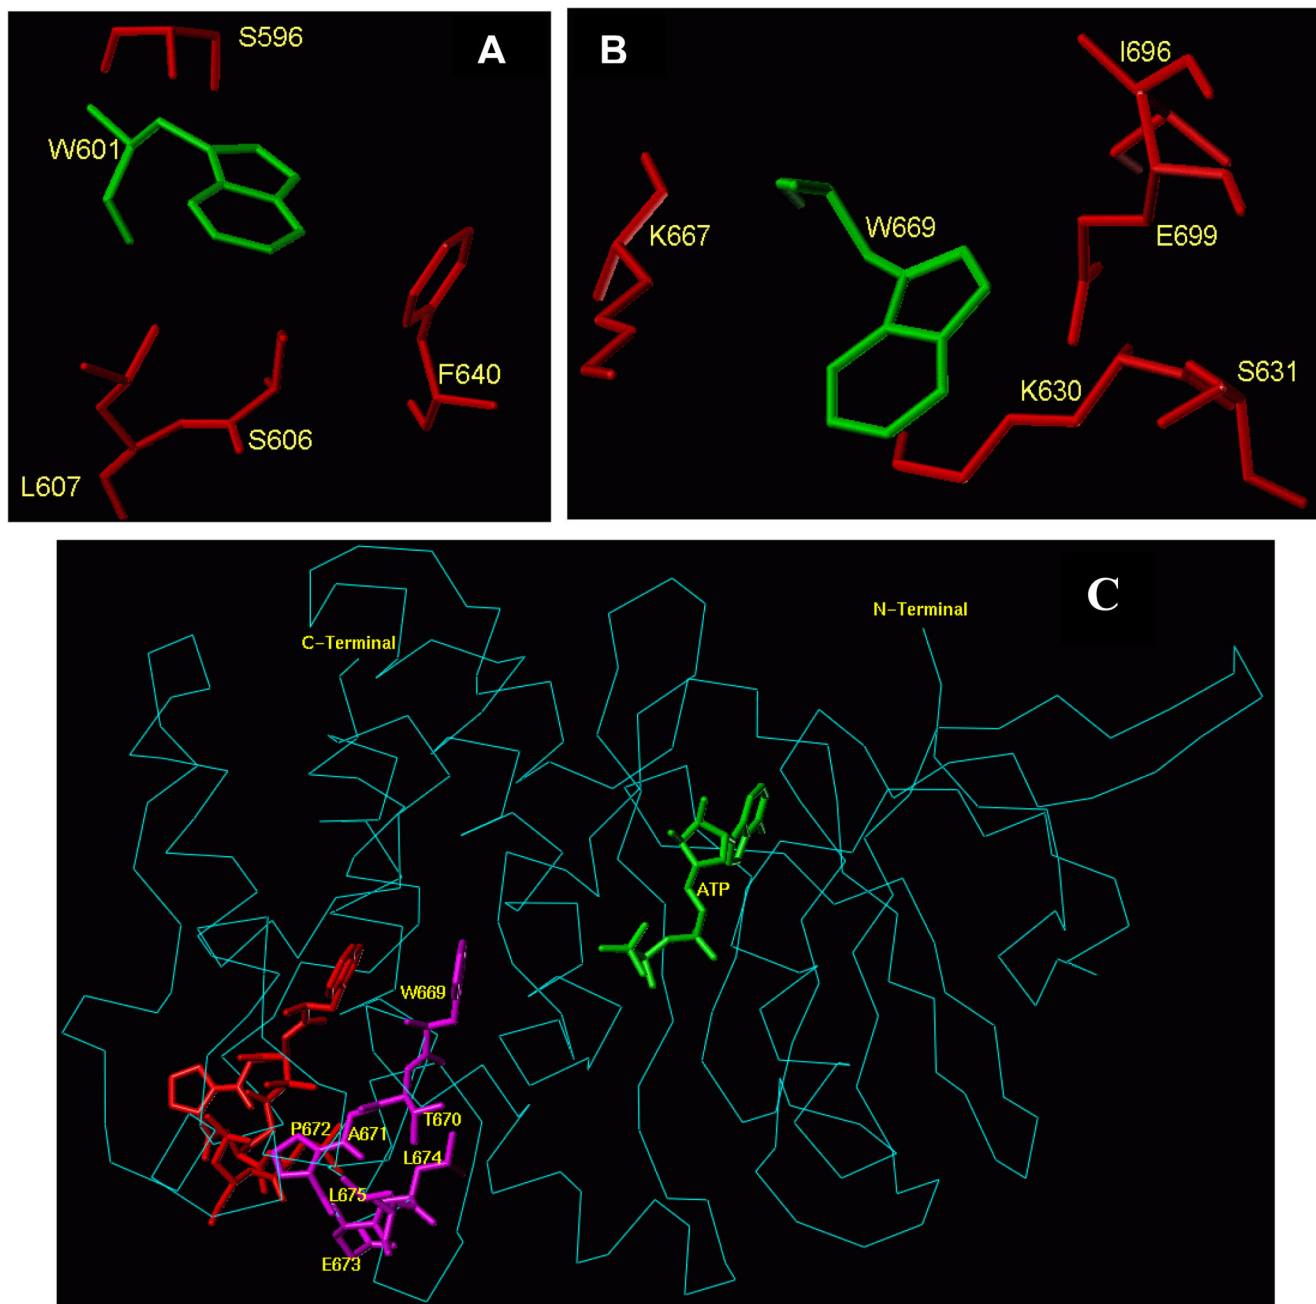 A
S596
W601
F640
S606
L607
B
I696
K667
W669
E699
S631
K630
C
N-Terminal
C-Terminal
ATP
W669
T670
P672
A671
L674
L675
E673